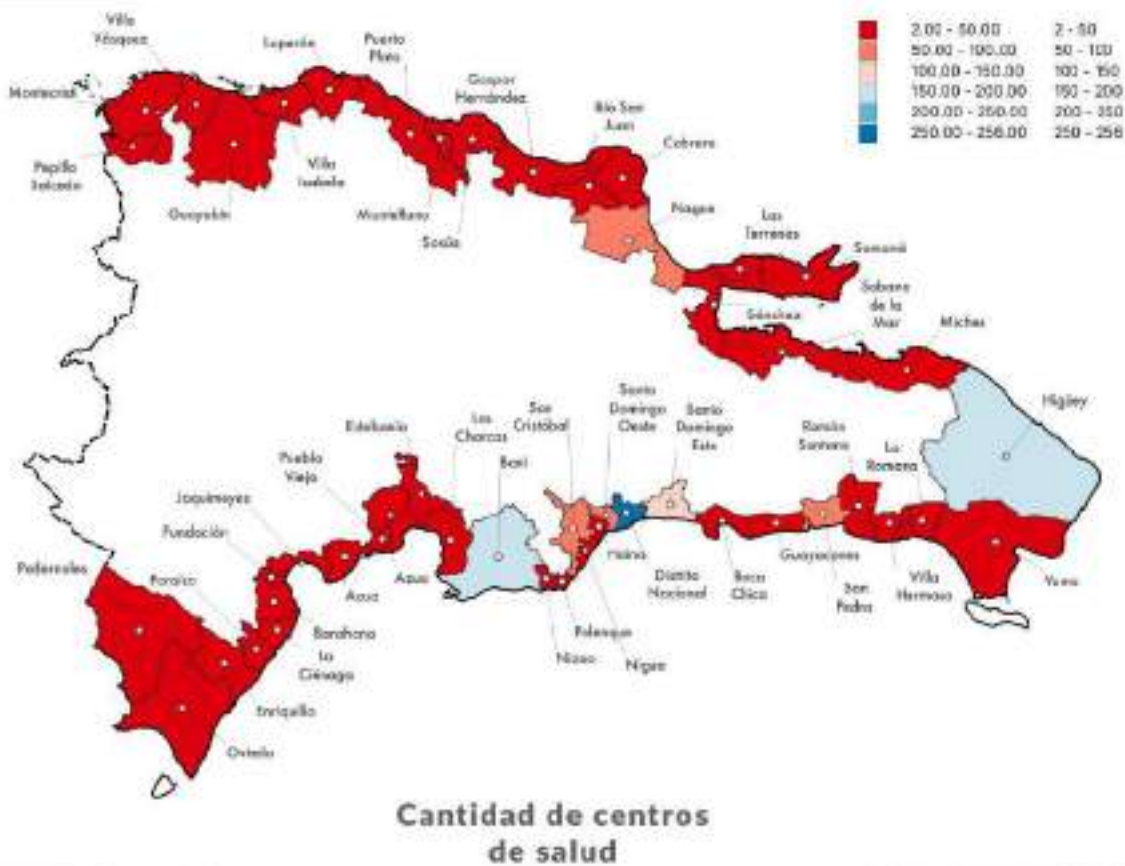 Villa
Vásquez
Luperón
Puerto
Plata
Gaspar
Hernández
Río San
Juan
Cabrera
Montecristi
Pepillo
Salcedo
Guayubín
Villa
Isabela
Montellano
Sosúa
Nagua
Las
Terrenas
Samaná
Sánchez
Sabana
de la
Mar
Miches
Higüey
2.00 - 50.00 2 - 50
50.00 - 100.00 50 - 100
100.00 - 150.00 100 - 150
150.00 - 200.00 150 - 200
200.00 - 250.00
250.00 - 256.00 250 - 256
Estebanía
Las
Charcas
Baní
San
Cristóbal
Santo
Domingo
Oeste
Santo
Domingo
Este
Ramón
Santana
La
Romana
Pueblo
Viejo
Jaquimeyes
Fundación
Pedernales
Paraíso
Azua
Azua
Barahona
La
Ciénaga
Enriquillo
Oviedo
Haina
Distrito
Nacional
Boca
Chica
Guayacanes
San
Pedro
Villa
Hermosa
Yuma
Palenque
Nizao
Nigua
Cantidad de centros
de salud